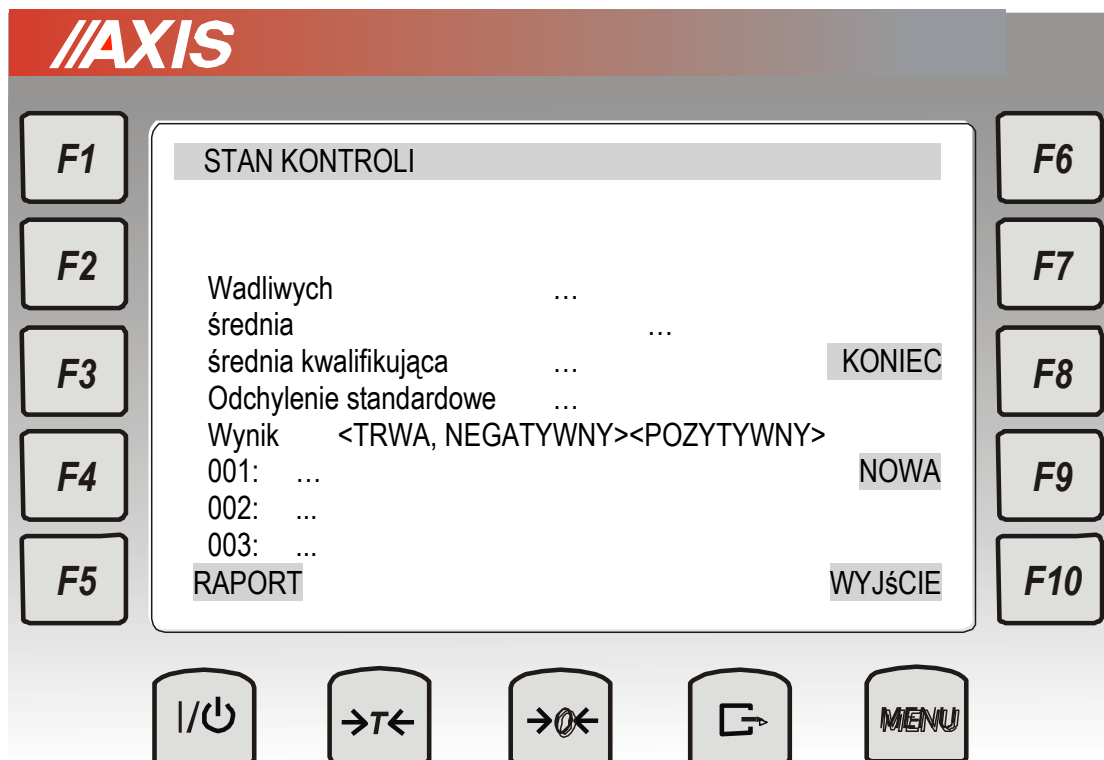 //AXIS
F1
STAN KONTROLI
F6
F2
F7
Wadliwych …
średnia …
średnia kwalifikująca …
KONIEC
F3
F8
Odchylenie standardowe …
Wynik <TRWA, NEGATYWNY><POZYTYWNY>
001: …
NOWA
F4
F9
002: ...
003: ...
RAPORT
WYJśCIE
F5
F10
I/⏻
→T←
→0←
MENU